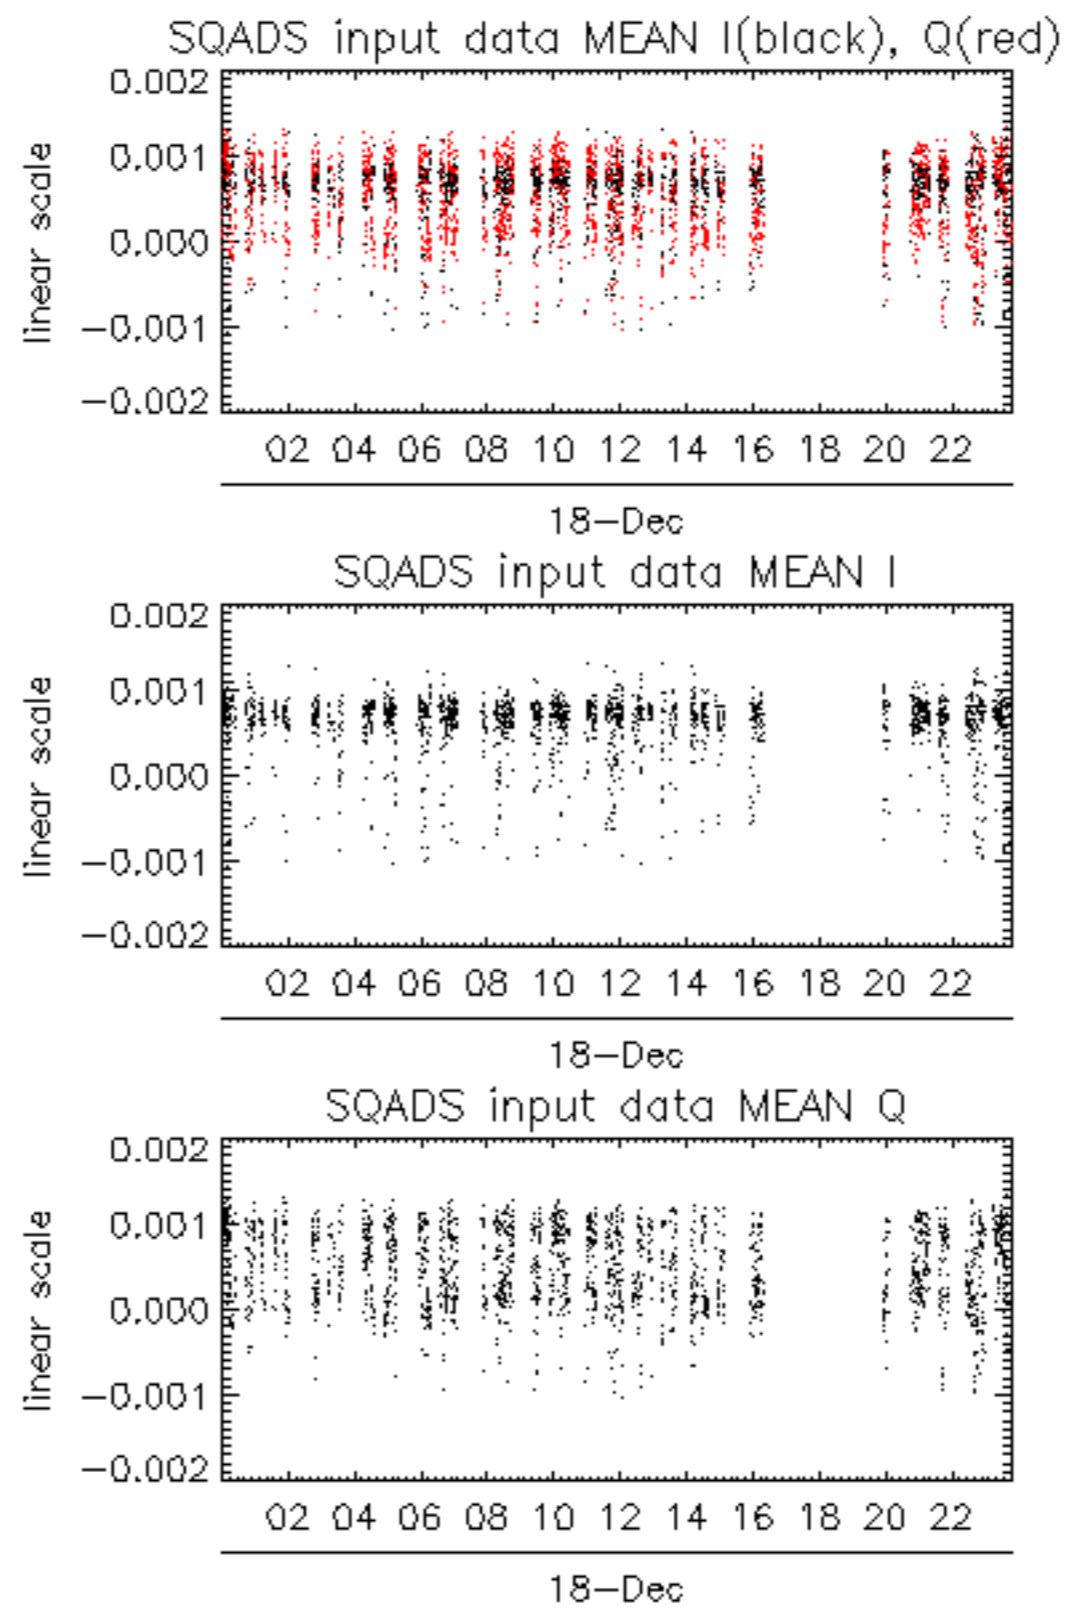 SQADS input data MEAN I(black), Q(red)
0.002
0.001
0.000
−0.001
−0.002
linear scale
02 04 06 08 10 12 14 16 18 20 22
18−Dec
SQADS input data MEAN I
0.002
0.001
0.000
−0.001
−0.002
linear scale
02 04 06 08 10 12 14 16 18 20 22
18−Dec
SQADS input data MEAN Q
0.002
0.001
0.000
−0.001
−0.002
linear scale
02 04 06 08 10 12 14 16 18 20 22
18−Dec